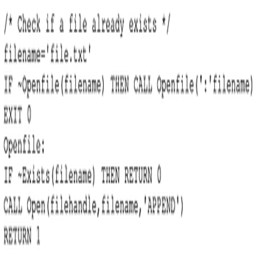 /* Check if a file already exists */
filename='file.txt'
IF ~Openfile(filename) THEN CALL Openfile(':'filename)
EXIT 0
Openfile:
IF ~Exists(filename) THEN RETURN 0
CALL Open(filehandle,filename,'APPEND')
RETURN 1